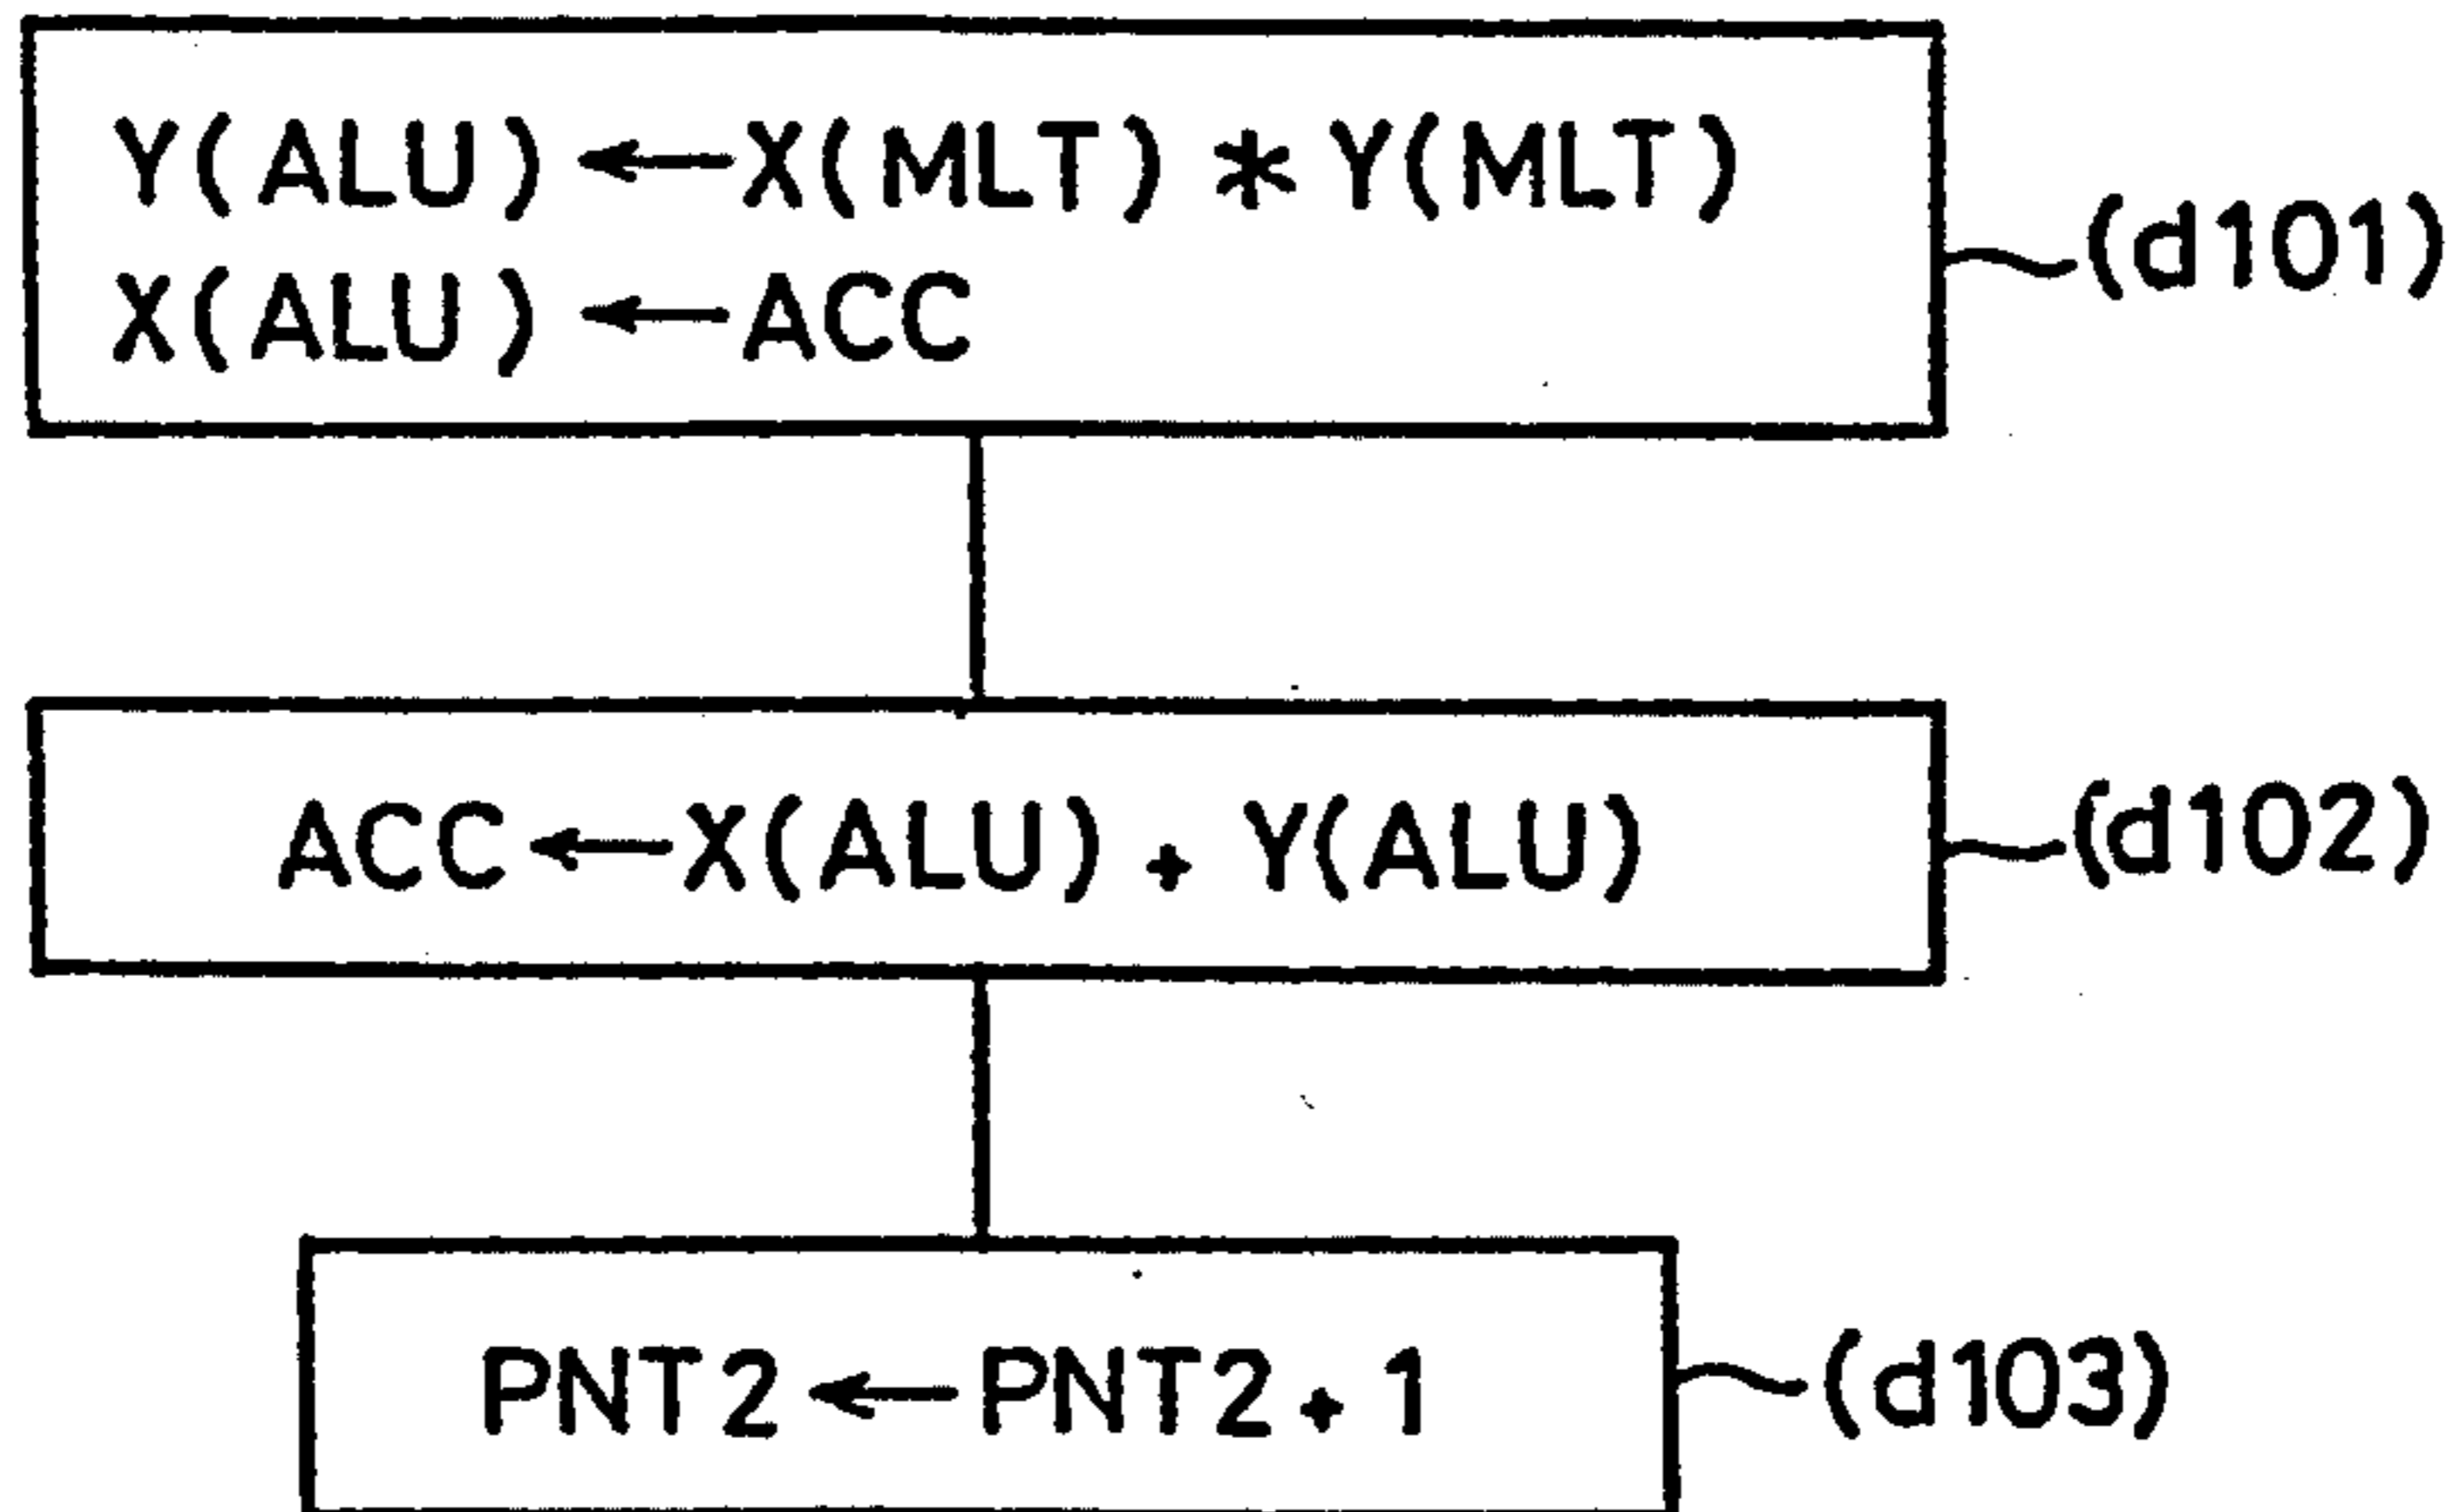 Y(ALU) ← X(MLT) * Y(MLT)
X(ALU) ← ACC
(d101)
ACC ← X(ALU) + Y(ALU)
(d102)
PNT2 ← PNT2 + 1
(d103)